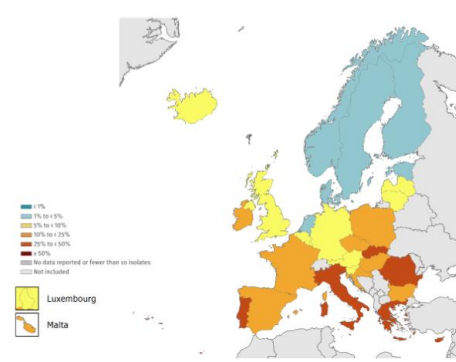 < 1%
1% to < 5%
5% to < 10%
10% to < 25%
25% to < 50%
≥ 50%
No data reported or fewer than 10 isolates
Not included
Luxembourg
Malta